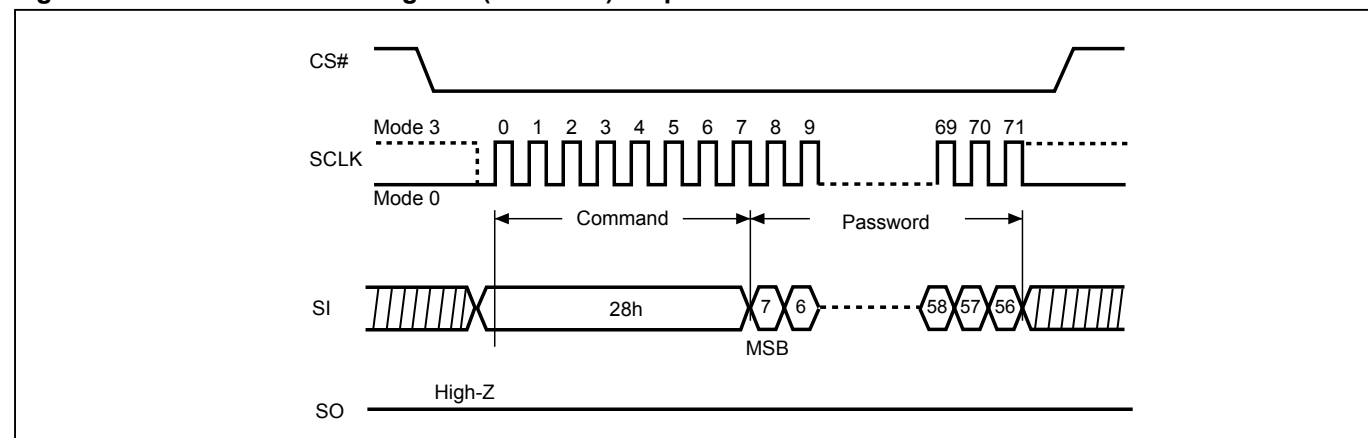 CS#
Mode 3 0 1 2 3 4 5 6 7 8 9 69 70 71
SCLK
Mode 0
Command Password
SI 28h 7 6 58 57 56
MSB
High-Z
SO